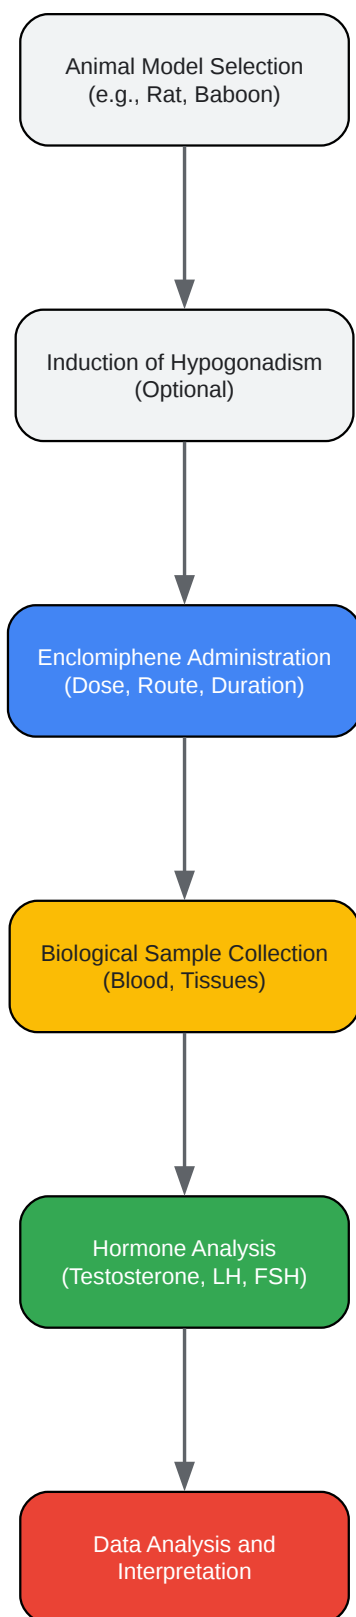 Animal Model Selection
(e.g., Rat, Baboon)
Induction of Hypogonadism
(Optional)
Enclomiphene Administration
(Dose, Route, Duration)
Biological Sample Collection
(Blood, Tissues)
Hormone Analysis
(Testosterone, LH, FSH)
Data Analysis and
Interpretation